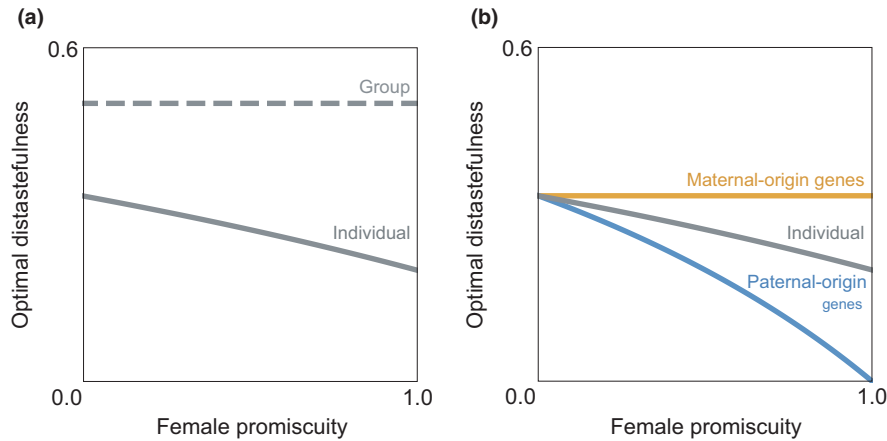 (a)
0.6
Group
Individual
Optimal distastefulness
0.0
1.0
Female promiscuity
(b)
0.6
Maternal-origin genes
Individual
Paternal-origin
genes
Optimal distastefulness
0.0
1.0
Female promiscuity